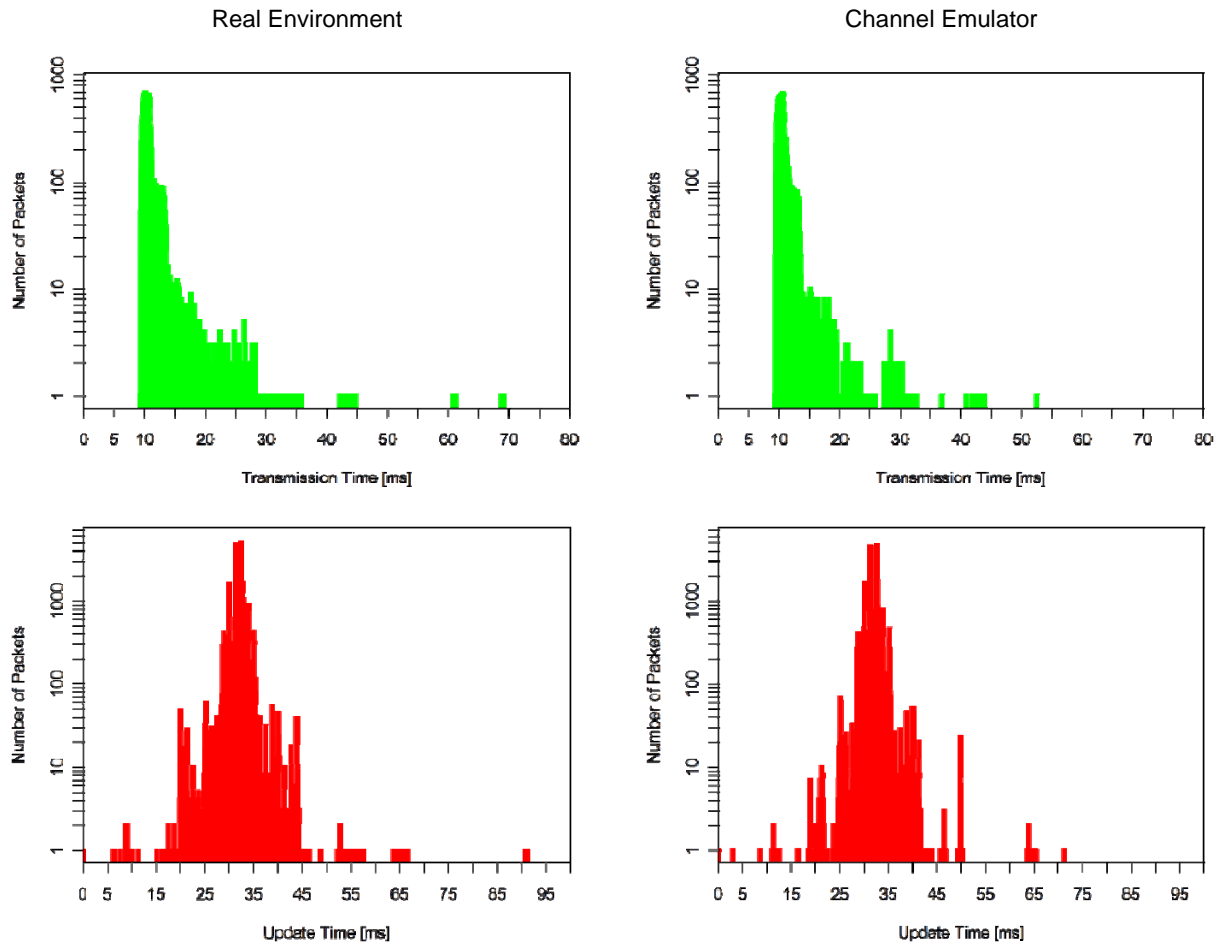 Real Environment
Channel Emulator
1000
100
10
1
Number of Packets
0 5 10 20 30 40 50 60 70 80
Transmission Time [ms]
1000
100
10
1
Number of Packets
0 5 10 20 30 40 50 60 70 80
Transmission Time [ms]
1000
100
10
1
Number of Packets
0 5 15 25 35 45 55 65 75 85 95
Update Time [ms]
1000
100
10
1
Number of Packets
0 5 15 25 35 45 55 65 75 85 95
Update Time [ms]